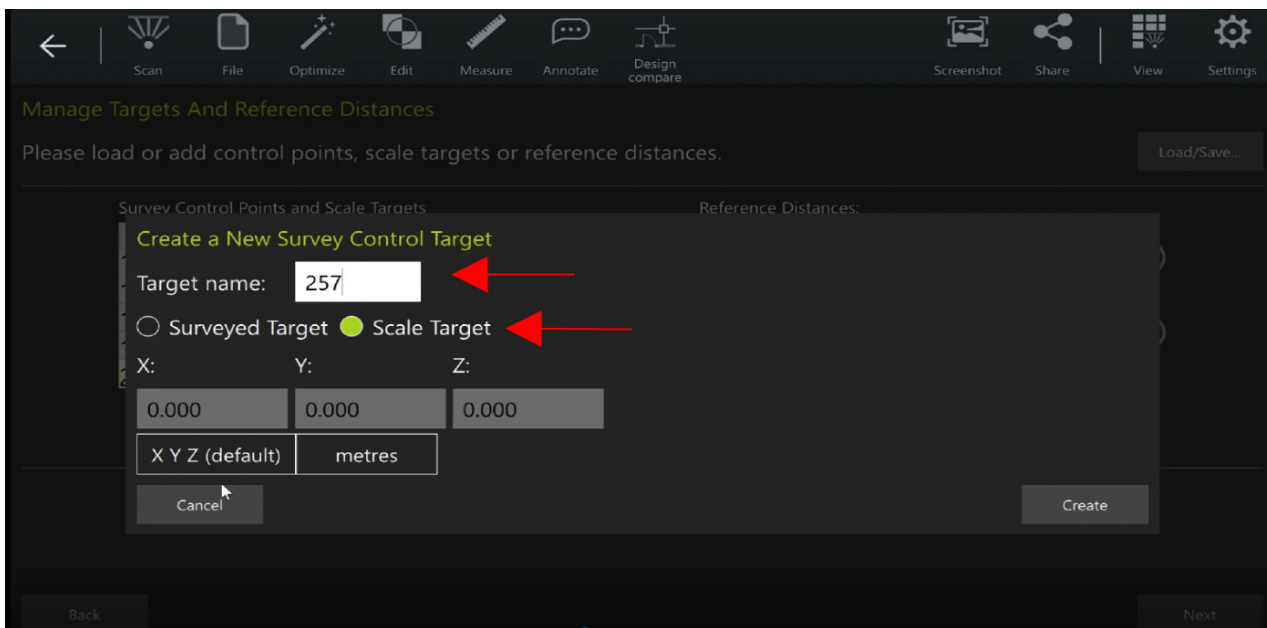 Scan File Optimize Edit Measure Annotate Design compare Screenshot Share View Settings
Manage Targets And Reference Distances
Please load or add control points, scale targets or reference distances.
Load/Save...
Survey Control Points and Scale Targets
Reference Distances:
Create a New Survey Control Target
Target name: 257
Surveyed Target Scale Target
X: Y: Z:
0.000 0.000 0.000
X Y Z (default) metres
Cancel Create
Back Next